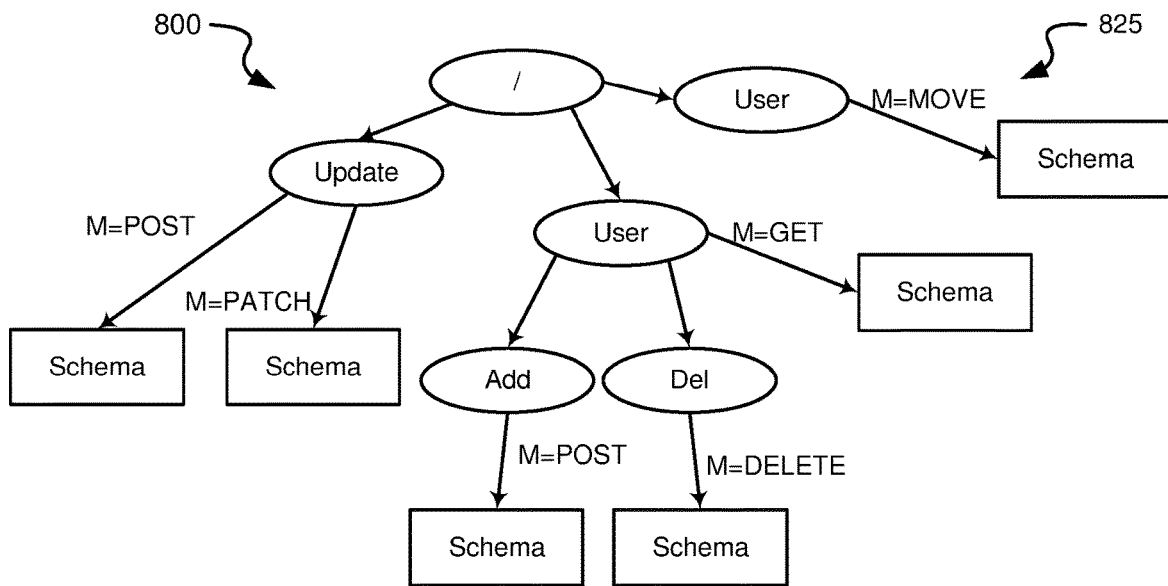 800
825
/
User
M=MOVE
Schema
Update
M=POST
User
M=GET
Schema
M=PATCH
Schema
Schema
Add
Del
M=POST
M=DELETE
Schema
Schema